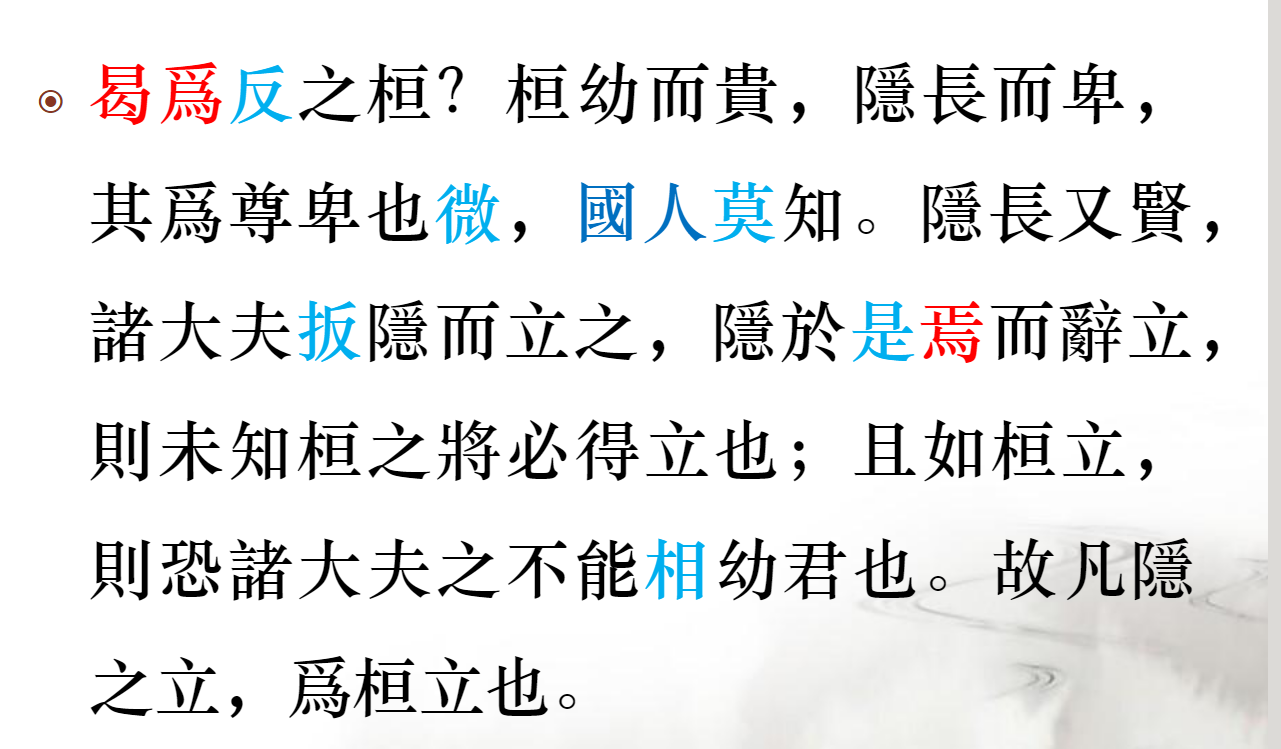 曷爲反之桓？桓幼而貴，隱長而卑，
其爲尊卑也微，國人莫知。隱長又賢，
諸大夫扳隱而立之，隱於是焉而辭立，
則未知桓之將必得立也；且如桓立，
則恐諸大夫之不能相幼君也。故凡隱
之立，爲桓立也。